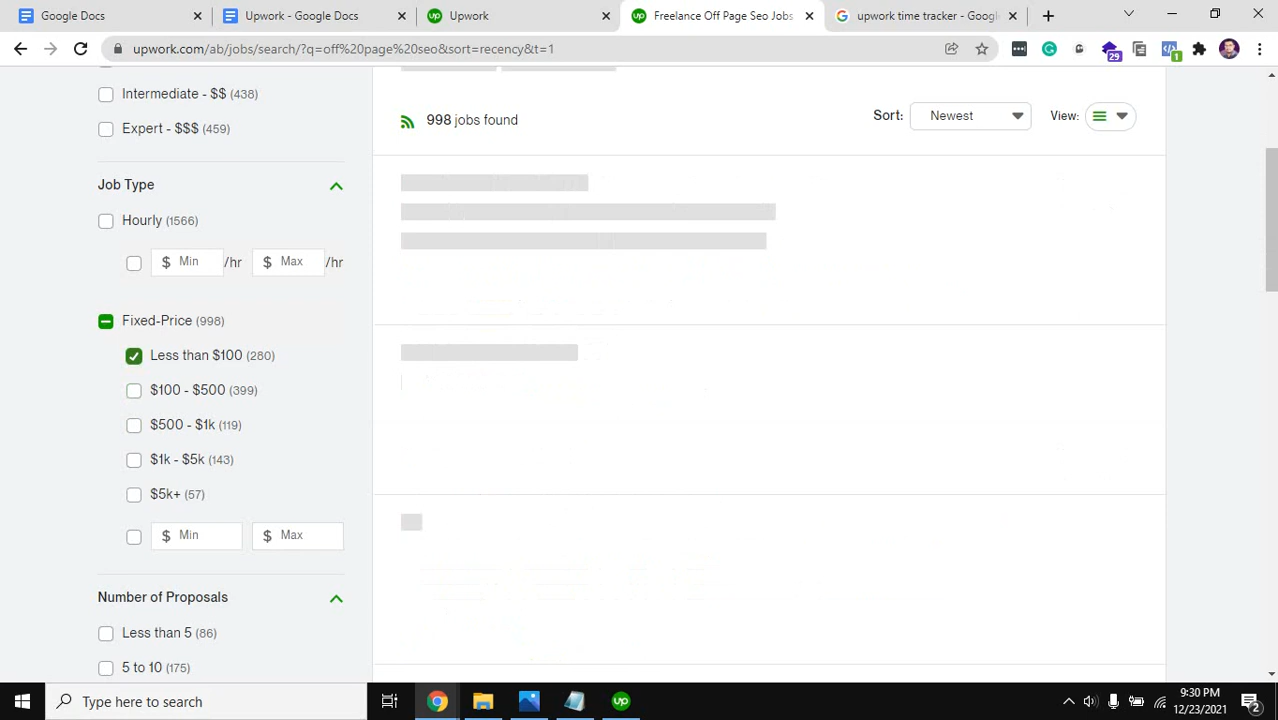 Google Docs
Upwork - Google Docs
Upwork
Freelance Off Page Seo Jobs
upwork time tracker - Googl
upwork.com/ab/jobs/search/?q=off%20page%20seo&sort=recency&t=1
29
1
Intermediate - $$ (438)
Expert - $$$ (459)
998 jobs found
Sort:
Newest
View:
Job Type
Hourly (1566)
$ Min /hr $ Max /hr
Fixed-Price (998)
Less than $100 (280)
$100 - $500 (399)
$500 - $1k (119)
$1k - $5k (143)
$5k+ (57)
$ Min $ Max
Number of Proposals
Less than 5 (86)
5 to 10 (175)
Type here to search
up
9:30 PM
12/23/2021
2